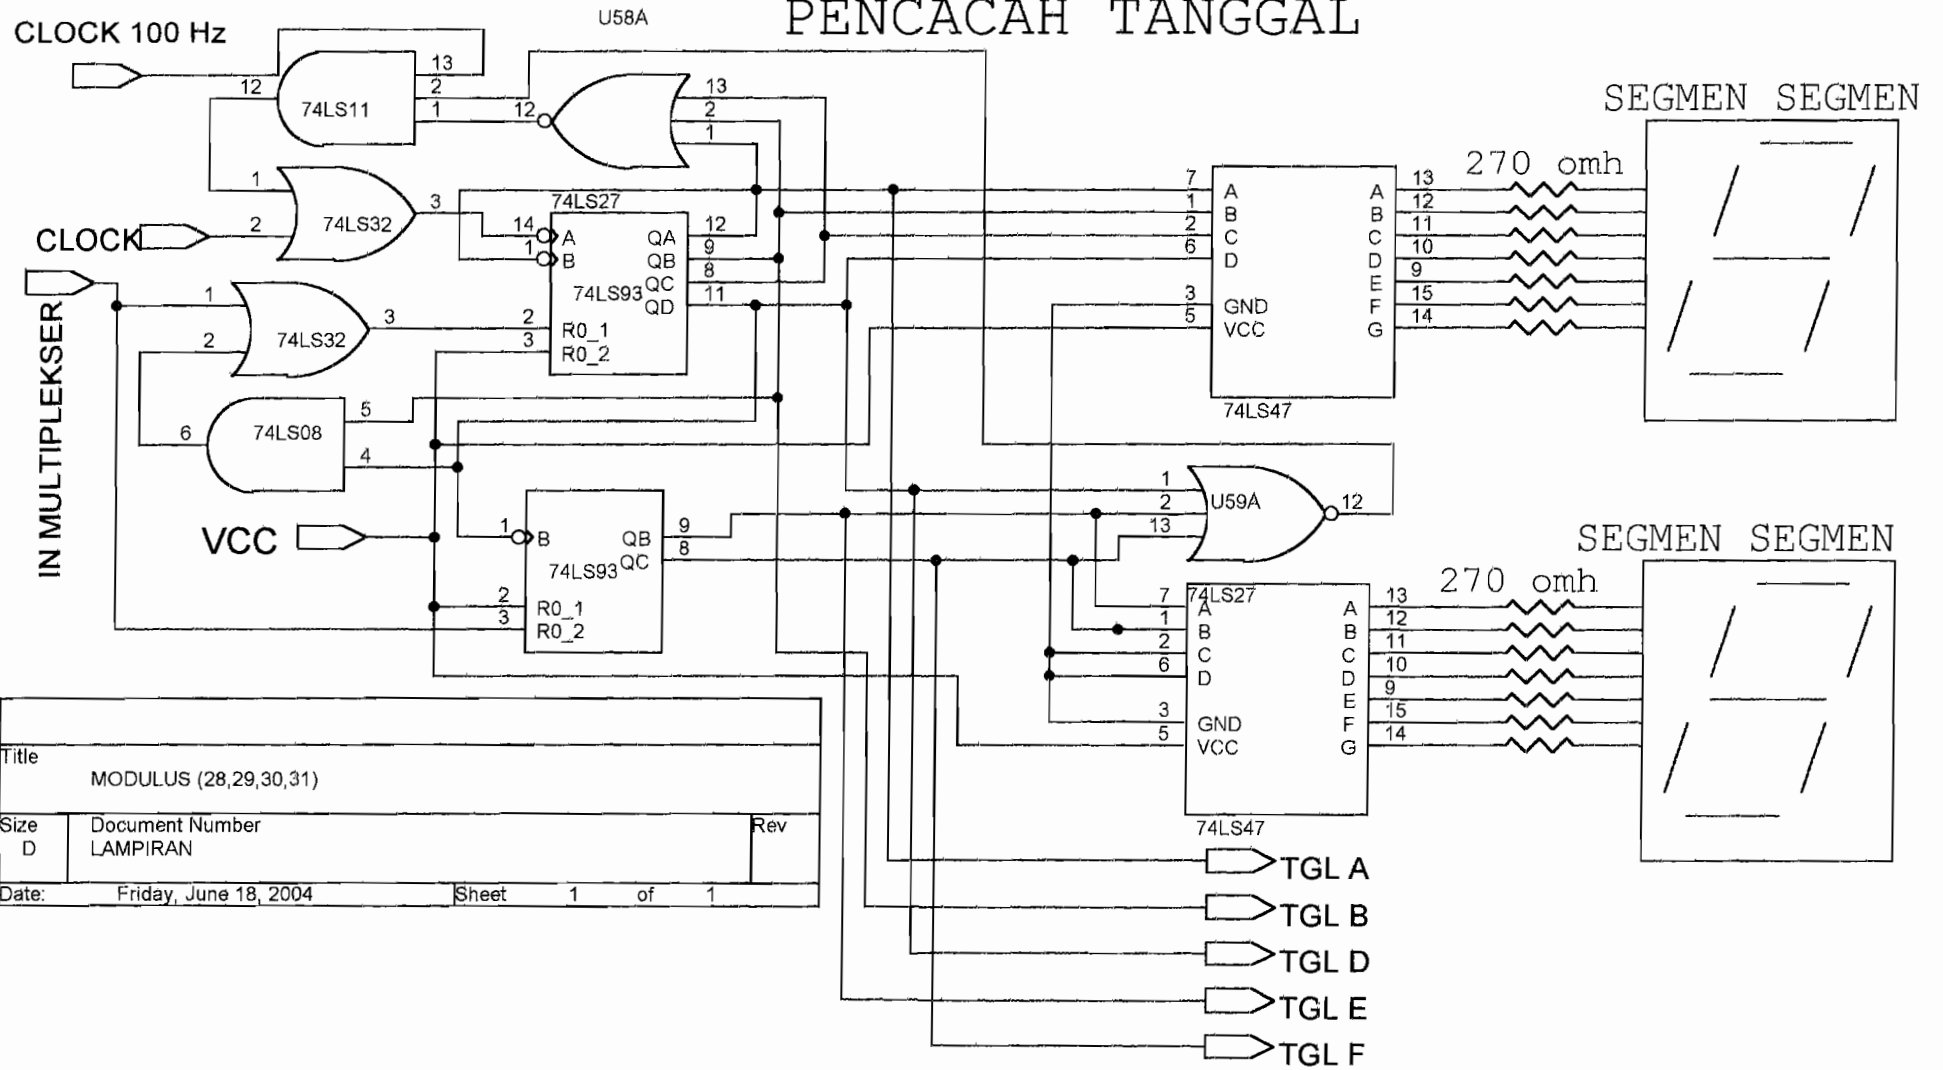 PENCACAH TANGGAL
U58A
CLOCK 100 Hz
12
74LS11
13
2
1
12
13
2
1
74LS27
1
2
74LS32
3
CLOCK
14
1
A
B
QA
QB
QC
QD
12
9
8
11
74LS93
R0_1
R0_2
2
3
IN MULTIPLEKSER
1
2
74LS32
3
6
74LS08
5
4
VCC
1
B
QB
QC
9
8
74LS93
2
3
R0_1
R0_2
7
1
2
6
3
5
A
B
C
D
GND
VCC
A
B
C
D
E
F
G
13
12
11
10
9
15
14
74LS47
270 omh
SEGMEN SEGMEN
1
2
13
U59A
12
74LS27
7
1
2
6
3
5
A
B
C
D
GND
VCC
A
B
C
D
E
F
G
13
12
11
10
9
15
14
74LS47
270 omh
SEGMEN SEGMEN
TGL A
TGL B
TGL D
TGL E
TGL F
Title
MODULUS (28,29,30,31)
Size
D
Document Number
LAMPIRAN
Rev
Date:
Friday, June 18, 2004
Sheet
1 of 1